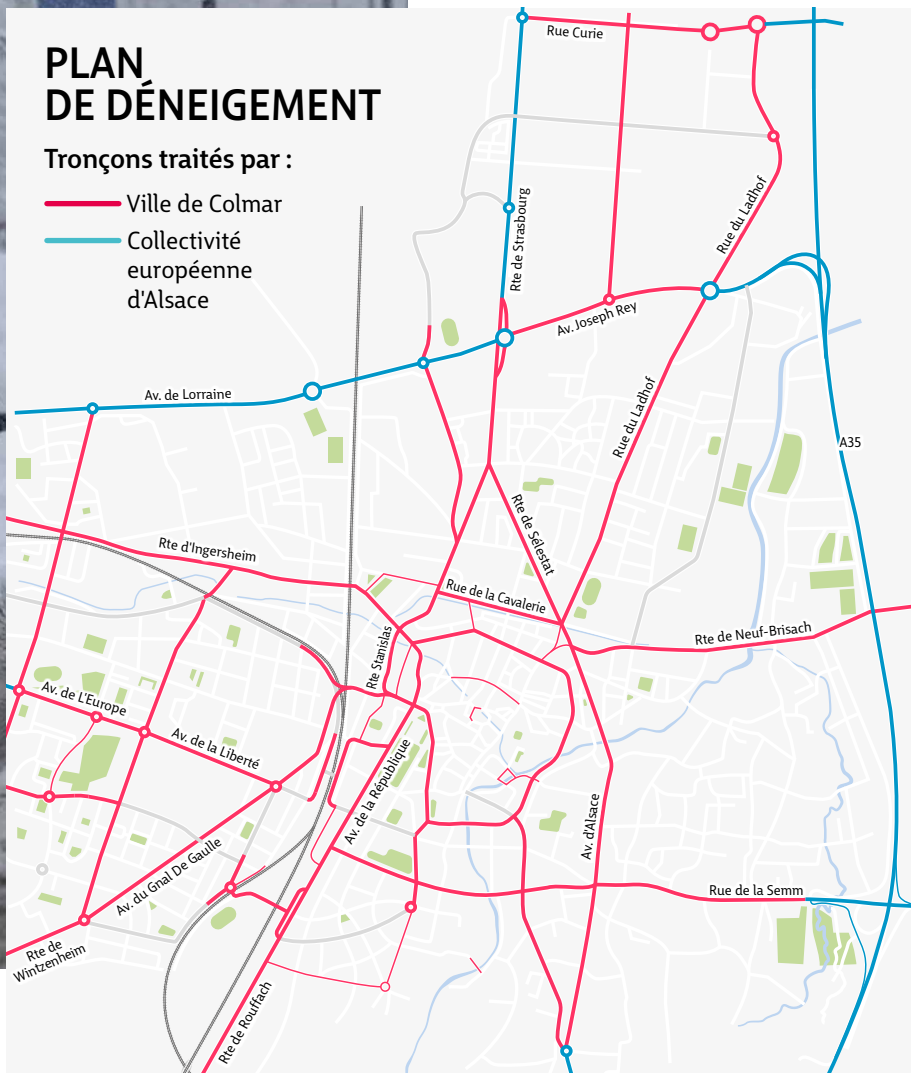 PLAN
DE DÉNEIGEMENT
Tronçons traités par :
Ville de Colmar
Collectivité
européenne
d'Alsace
Rue Curie
Rte de Strasbourg
Rue du Ladhof
Av. Joseph Rey
Av. de Lorraine
Rue du Ladhof
A35
Rte de Sélestat
Rte d'Ingersheim
Rue de la Cavalerie
Rte de Neuf-Brisach
Rte Stanislas
Av. de L'Europe
Av. de la Liberté
Av. de la République
Av. d'Alsace
Av. du Gnal De Gaulle
Rue de la Semm
Rte de
Wintzenheim
Rte de Rouffach